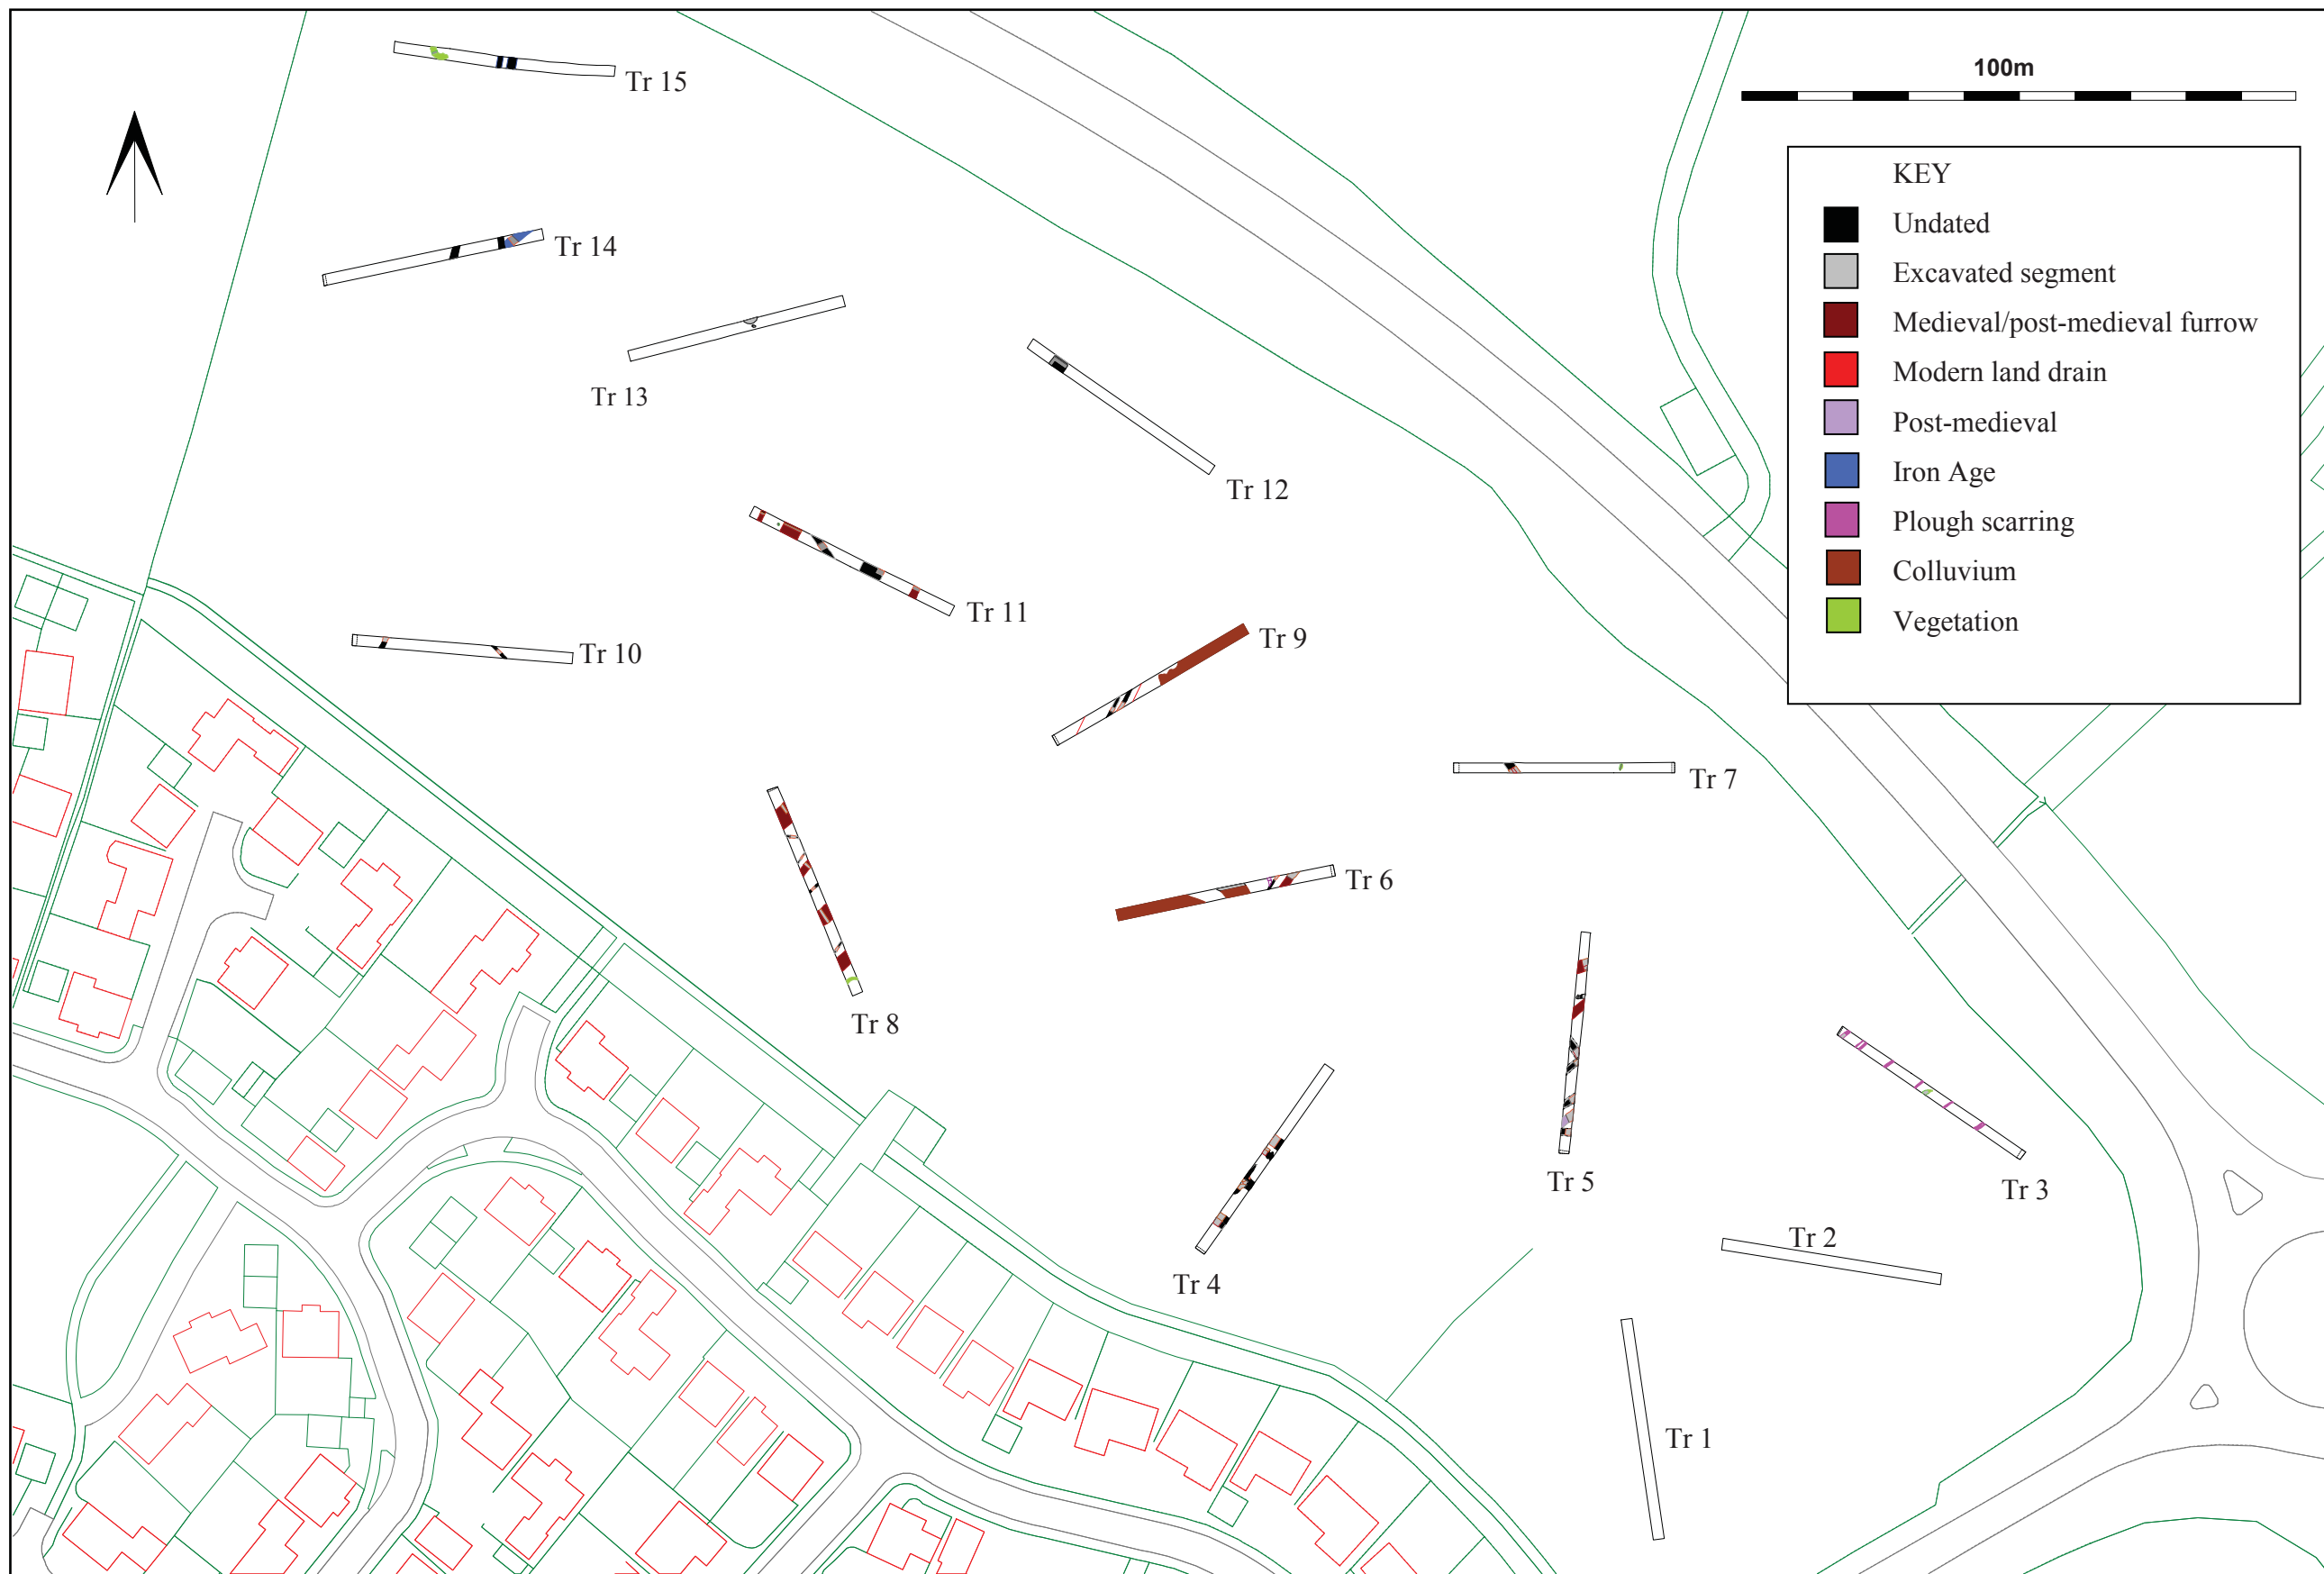 Tr 15
100m
KEY
Undated
Excavated segment
Medieval/post-medieval furrow
Modern land drain
Post-medieval
Iron Age
Plough scarring
Colluvium
Vegetation
Tr 14
Tr 13
Tr 12
Tr 11
Tr 10
Tr 9
Tr 7
Tr 6
Tr 8
Tr 5
Tr 3
Tr 2
Tr 4
Tr 1